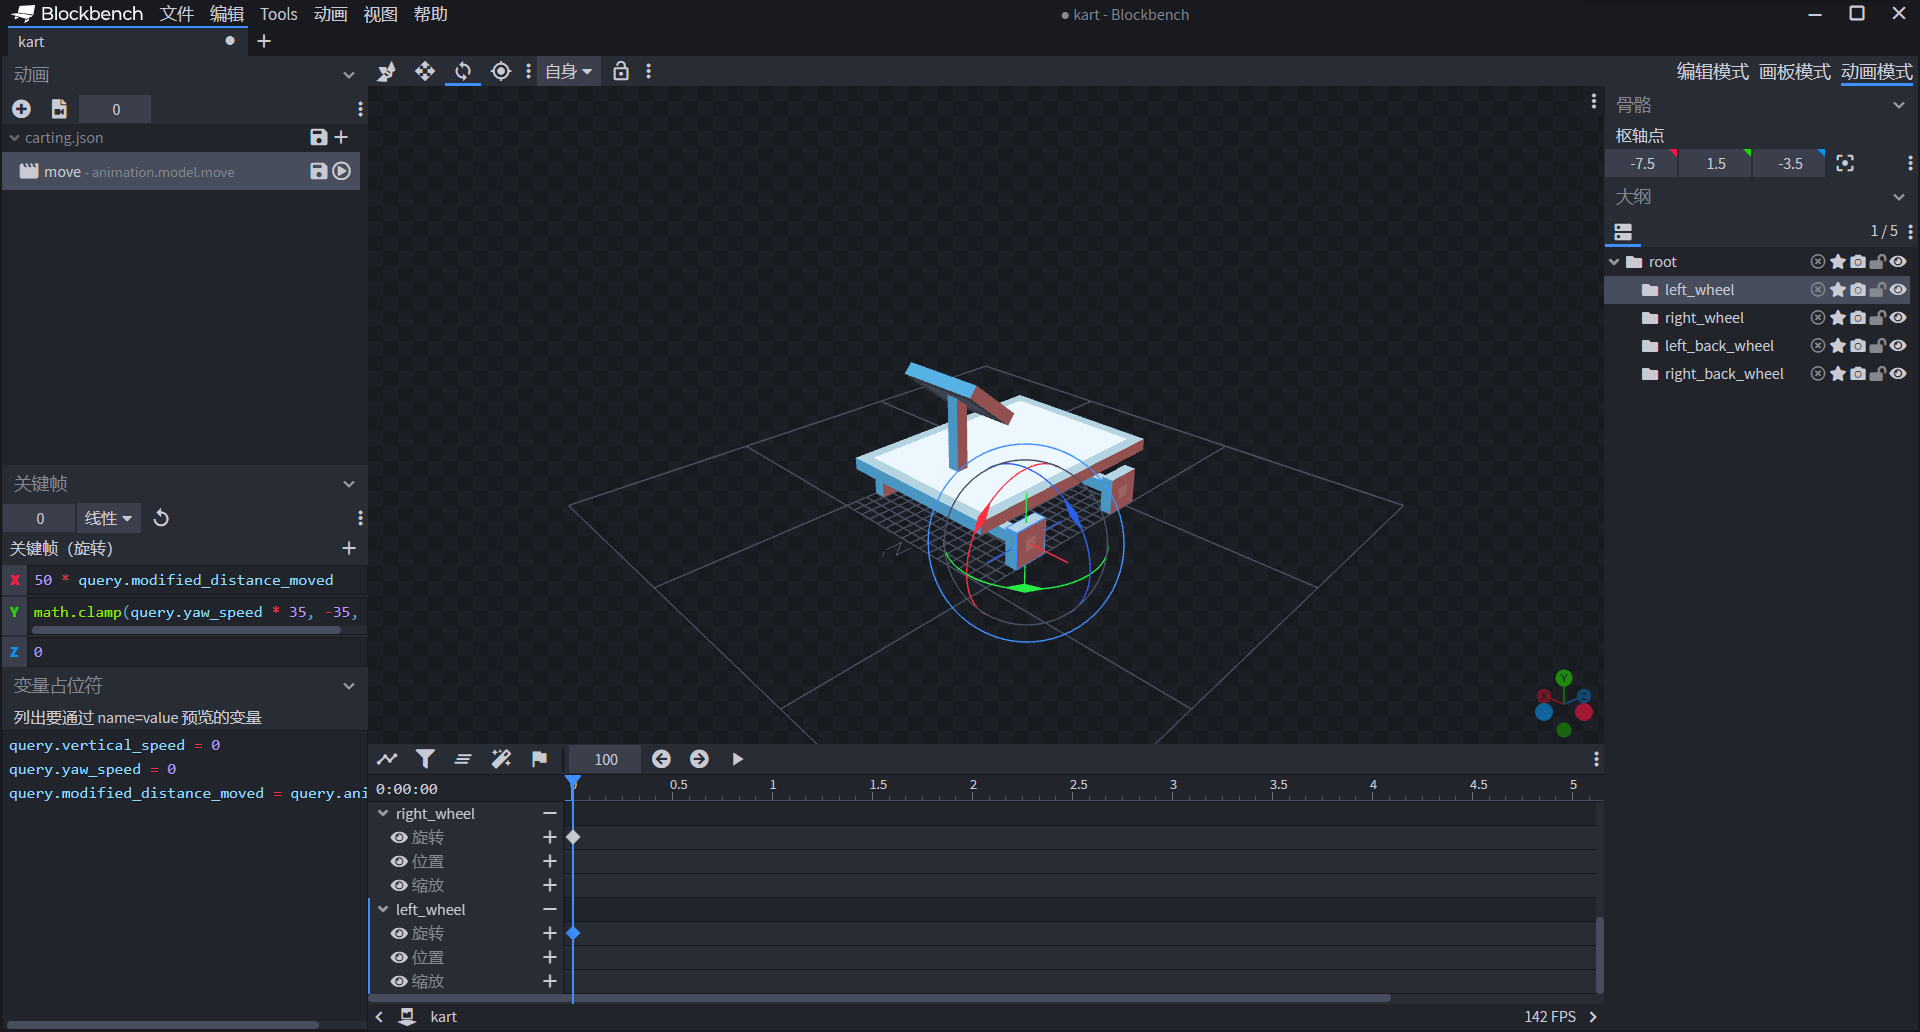 Blockbench 文件 编辑 Tools 动画 视图 帮助
● kart - Blockbench
kart
动画
0
carting.json
move - animation.model.move
关键帧
0 线性
关键帧（旋转）
X 50 * query.modified_distance_moved
Y math.clamp(query.yaw_speed * 35, -35,
Z 0
变量占位符
列出要通过 name=value 预览的变量
query.vertical_speed = 0
query.yaw_speed = 0
query.modified_distance_moved = query.ani
自身
Y
X
Z
100
0:00:00
0.5 1 1.5 2 2.5 3 3.5 4 4.5 5
right_wheel
旋转
位置
缩放
left_wheel
旋转
位置
缩放
kart
142 FPS
编辑模式 画板模式 动画模式
骨骼
枢轴点
-7.5 1.5 -3.5
大纲
1 / 5
root
left_wheel
right_wheel
left_back_wheel
right_back_wheel